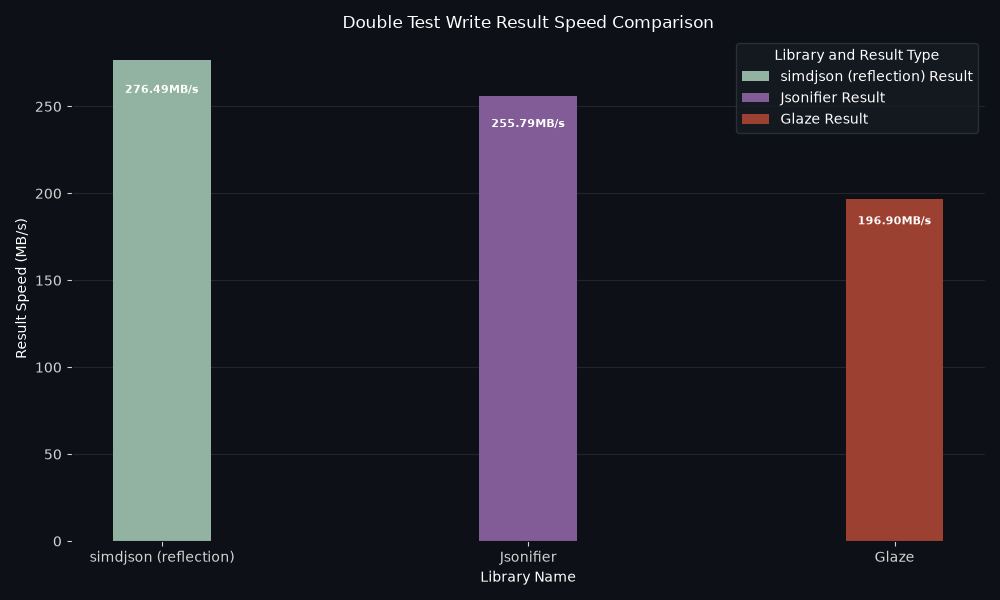 Double Test Write Result Speed Comparison
Library and Result Type
simdjson (reflection) Result
Jsonifier Result
Glaze Result
276.49MB/s
255.79MB/s
196.90MB/s
Result Speed (MB/s)
250
200
150
100
50
0
simdjson (reflection)
Jsonifier
Glaze
Library Name